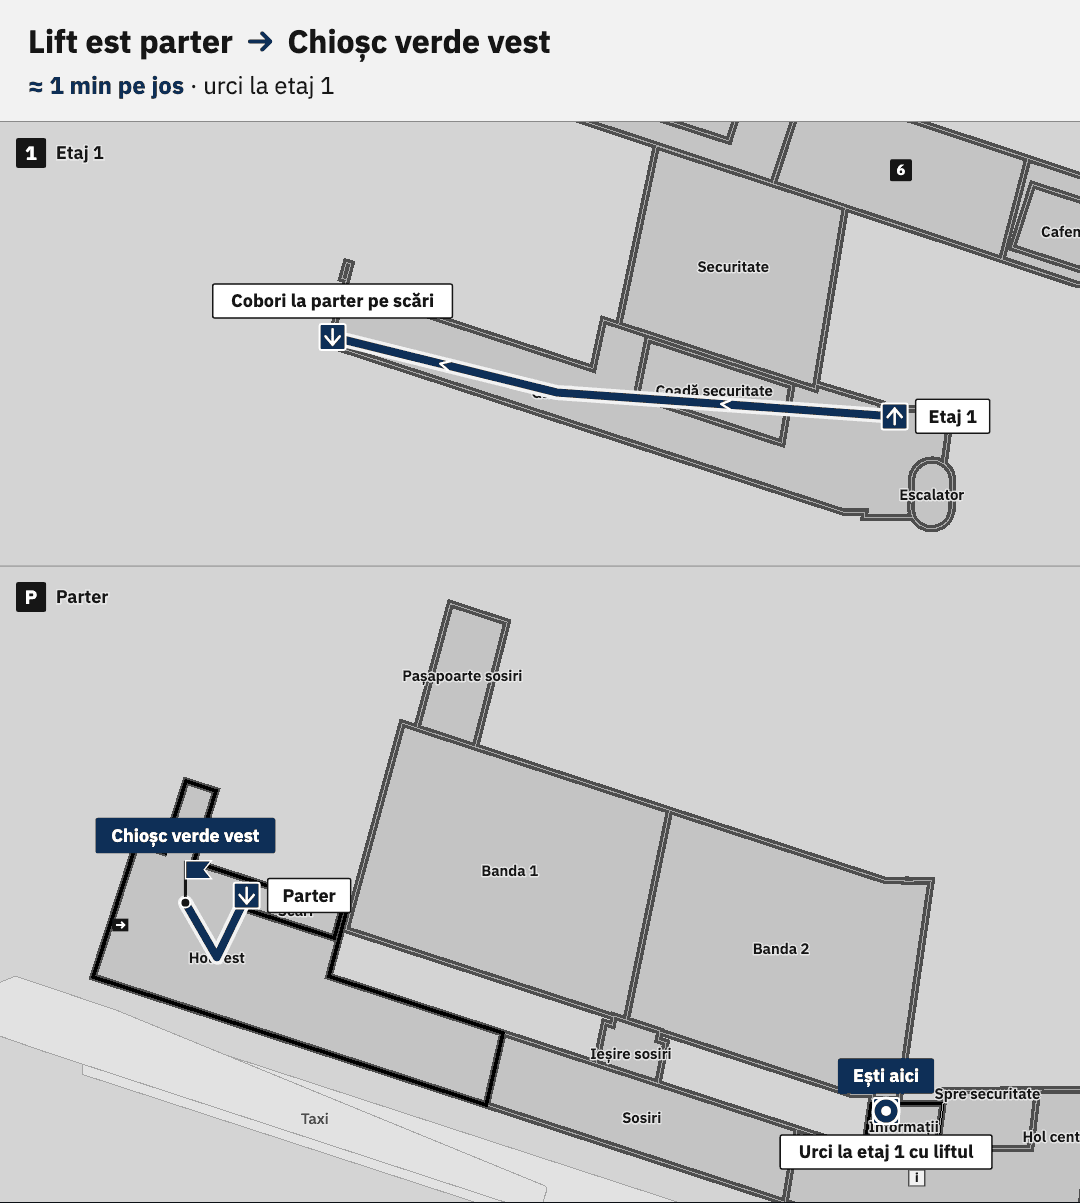 Lift est parter → Chioșc verde vest
≈ 1 min pe jos · urci la etaj 1
1 Etaj 1
6
Cafen
Securitate
Cobori la parter pe scări
Coadă securitate
Etaj 1
Escalator
P Parter
Pașapoarte sosiri
Chioșc verde vest
Banda 1
Parter
Scări
Banda 2
Ieșire sosiri
Ești aici
Spre securitate
Taxi
Sosiri
Informații
Hol cent
Urci la etaj 1 cu liftul
i